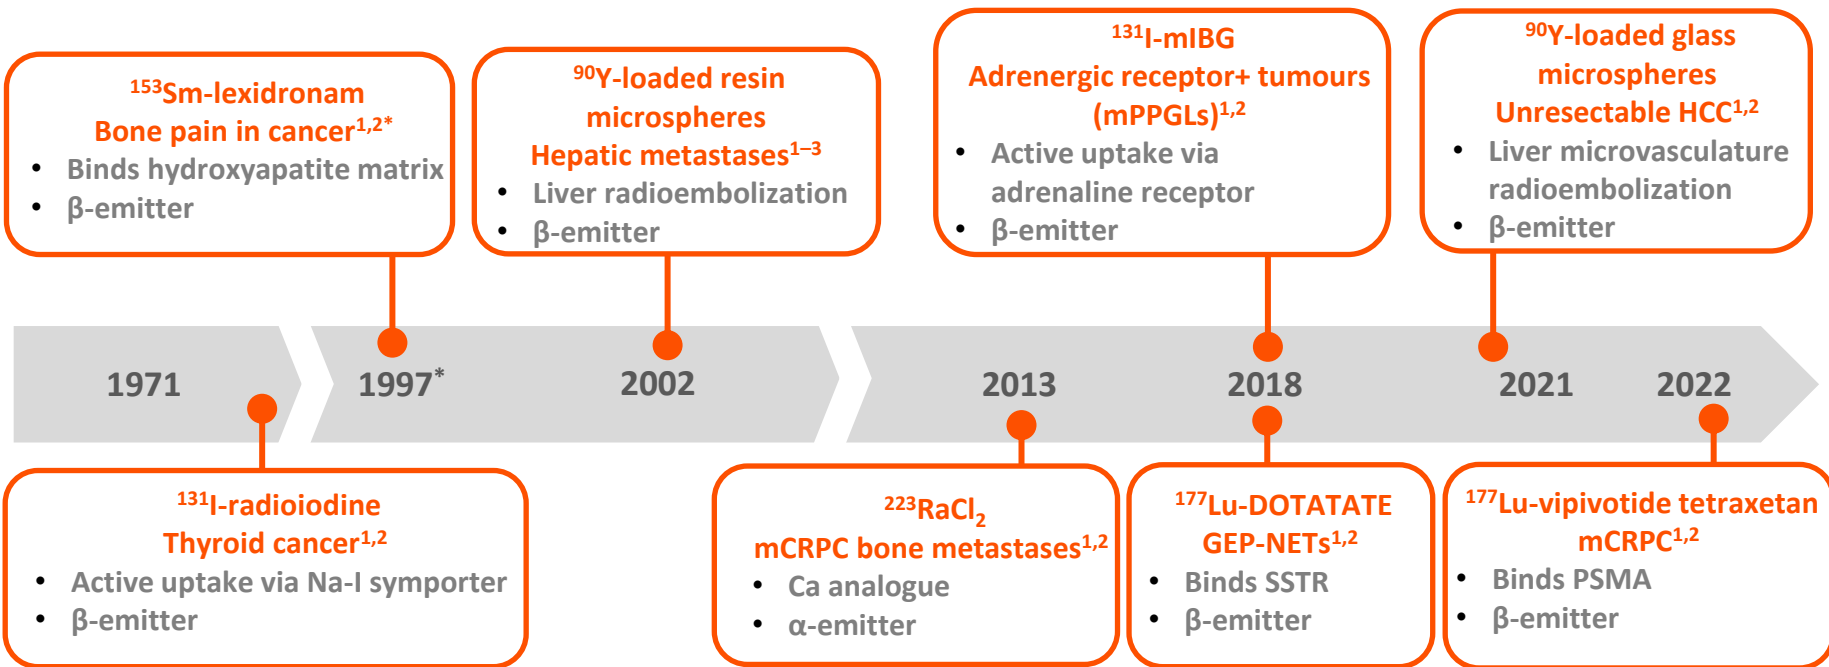 ¹⁵³Sm-lexidronam
Bone pain in cancer¹,²*
• Binds hydroxyapatite matrix
• β-emitter
⁹⁰Y-loaded resin
microspheres
Hepatic metastases¹⁻³
• Liver radioembolization
• β-emitter
¹³¹I-mIBG
Adrenergic receptor+ tumours
(mPPGLs)¹,²
• Active uptake via
adrenaline receptor
• β-emitter
⁹⁰Y-loaded glass
microspheres
Unresectable HCC¹,²
• Liver microvasculature
radioembolization
• β-emitter
1971
1997*
2002
2013
2018
2021
2022
¹³¹I-radioiodine
Thyroid cancer¹,²
• Active uptake via Na-I symporter
• β-emitter
²²³RaCl₂
mCRPC bone metastases¹,²
• Ca analogue
• α-emitter
¹⁷⁷Lu-DOTATATE
GEP-NETs¹,²
• Binds SSTR
• β-emitter
¹⁷⁷Lu-vipivotide tetraxetan
mCRPC¹,²
• Binds PSMA
• β-emitter